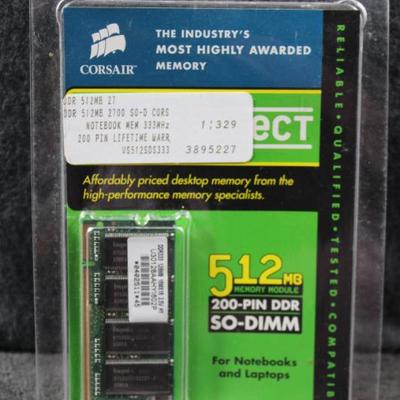 CORSAIR
THE INDUSTRY'S
MOST HIGHLY AWARDED
MEMORY
DDR 512MB 27
DDR 512MB 2700 SO-D CORS
NOTEBOOK MEM 333MHz
200 PIN LIFETIME WARR
VS512SDS333
1:329
3895227
ECT
Affordably priced desktop memory from the
high-performance memory specialists.
512MB
MEMORY MODULE
200-PIN DDR
SO-DIMM
For Notebooks
and Laptops
RELIABLE • QUALIFIED • TESTED • COMPATIB